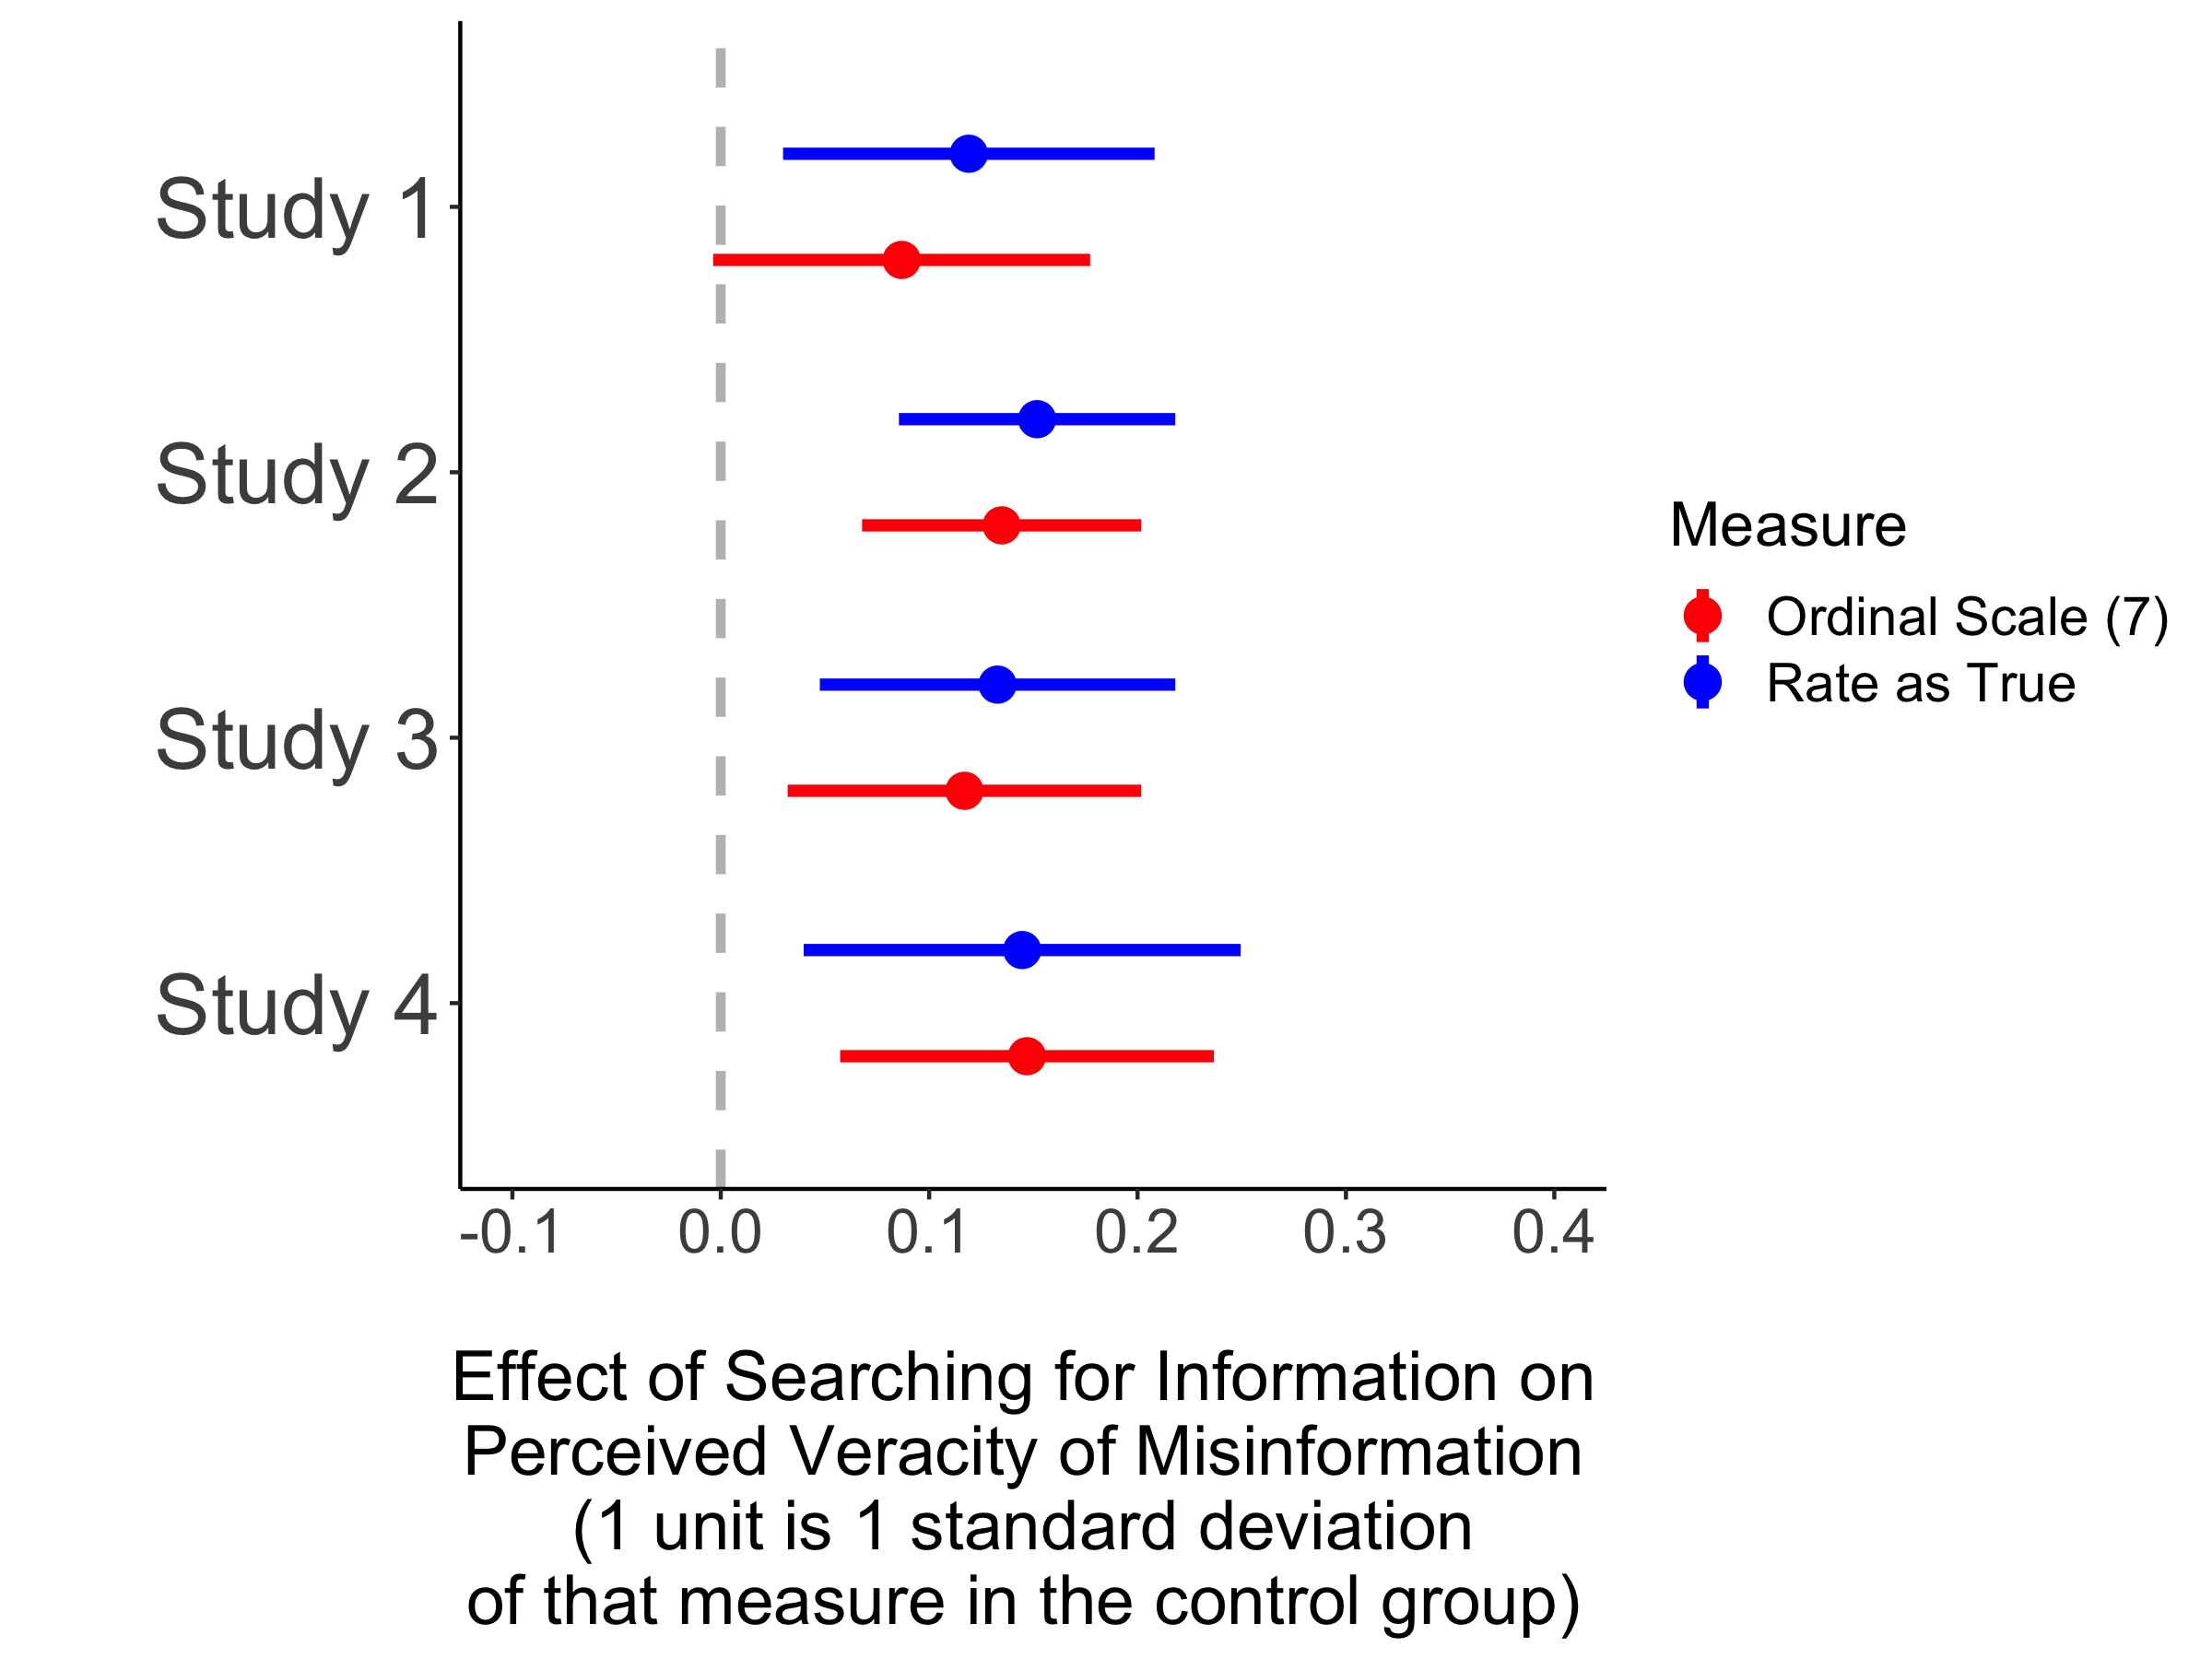 Study 1
Study 2
Study 3
Study 4
Measure
Ordinal Scale (7)
Rate as True
-0.1 0.0 0.1 0.2 0.3 0.4
Effect of Searching for Information on
Perceived Veracity of Misinformation
(1 unit is 1 standard deviation
of that measure in the control group)